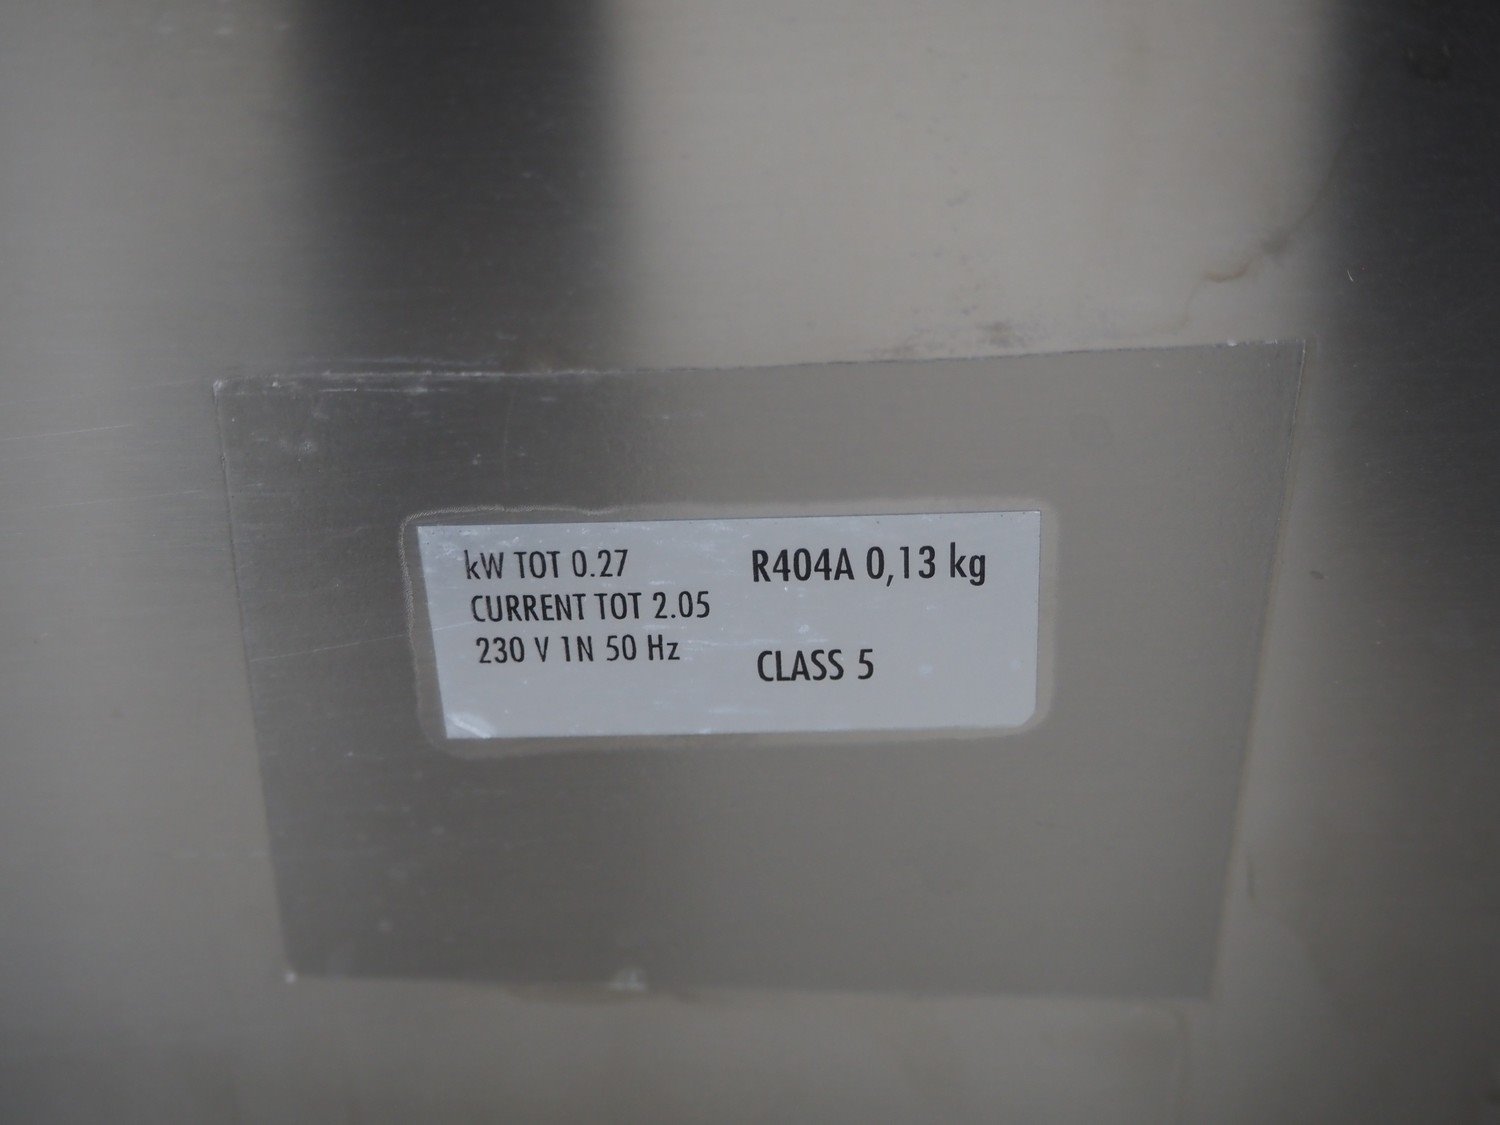 kW TOT 0.27
CURRENT TOT 2.05
230 V 1N 50 Hz
R404A 0,13 kg
CLASS 5